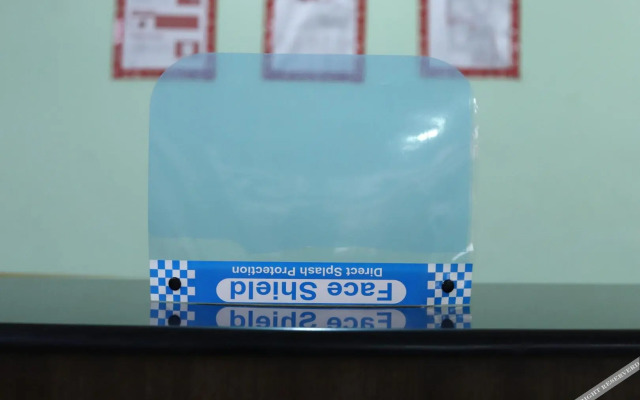 Face Shield
Direct Splash Protection